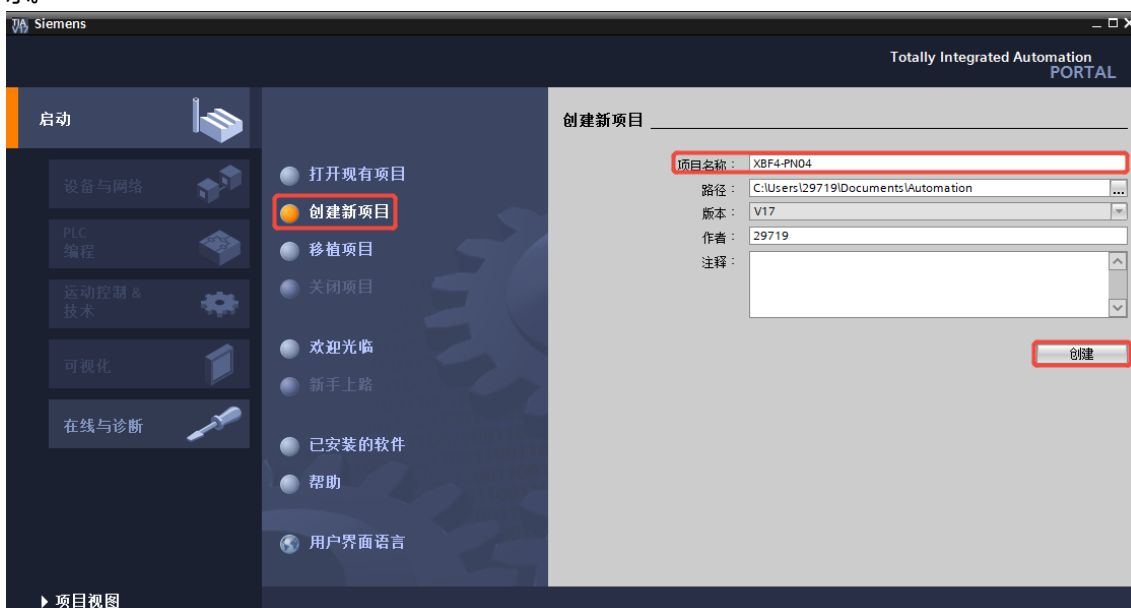 Siemens
Totally Integrated Automation
PORTAL
启动
设备与网络
PLC
编程
运动控制 &
技术
可视化
在线与诊断
项目视图
打开现有项目
创建新项目
移植项目
关闭项目
欢迎光临
新手上路
已安装的软件
帮助
用户界面语言
创建新项目
项目名称： XBF4-PN04
路径： C:\Users\29719\Documents\Automation ...
版本： V17
作者： 29719
注释：
创建